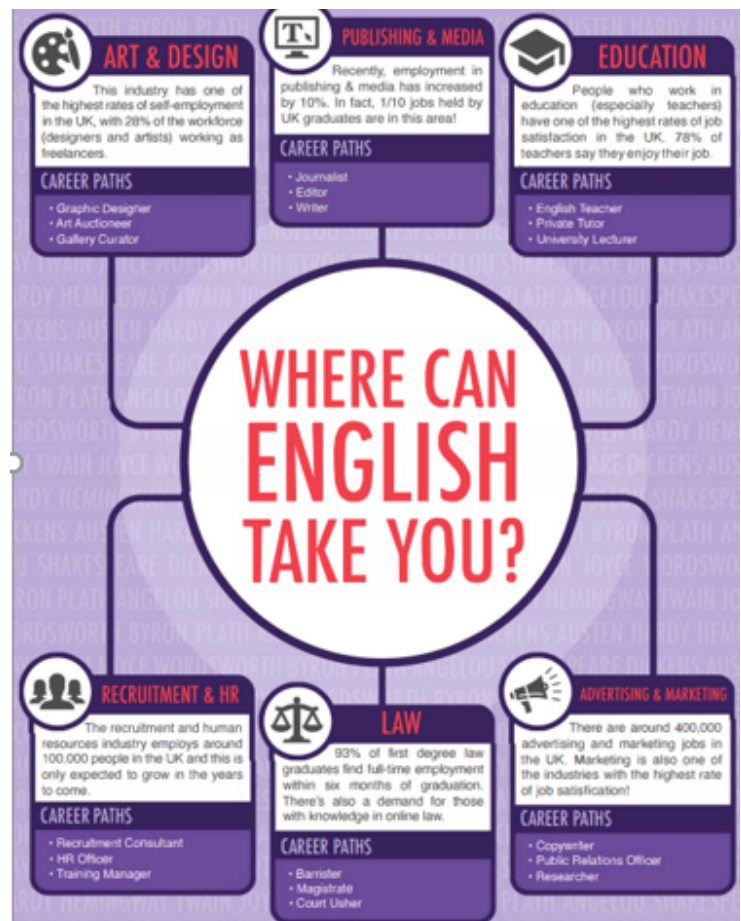 ART & DESIGN
This industry has one of
the highest rates of self-employment
in the UK, with 28% of the workforce
(designers and artists) working as
freelancers.
CAREER PATHS
• Graphic Designer
• Art Auctioneer
• Gallery Curator
T
PUBLISHING & MEDIA
Recently, employment in
publishing & media has increased
by 10%. In fact, 1/10 jobs held by
UK graduates are in this area!
CAREER PATHS
• Journalist
• Editor
• Writer
EDUCATION
People who work in
education (especially teachers)
have one of the highest rates of job
satisfaction in the UK. 78% of
teachers say they enjoy their job.
CAREER PATHS
• English Teacher
• Private Tutor
• University Lecturer
WHERE CAN
ENGLISH
TAKE YOU?
RECRUITMENT & HR
The recruitment and human
resources industry employs around
100,000 people in the UK and this is
only expected to grow in the years
to come.
CAREER PATHS
• Recruitment Consultant
• HR Officer
• Training Manager
LAW
93% of first degree law
graduates find full-time employment
within six months of graduation.
There's also a demand for those
with knowledge in online law.
CAREER PATHS
• Barrister
• Magistrate
• Court Usher
ADVERTISING & MARKETING
There are around 400,000
advertising and marketing jobs in
the UK. Marketing is also one of
the industries with the highest rate
of job satisfication!
CAREER PATHS
• Copywriter
• Public Relations Officer
• Researcher